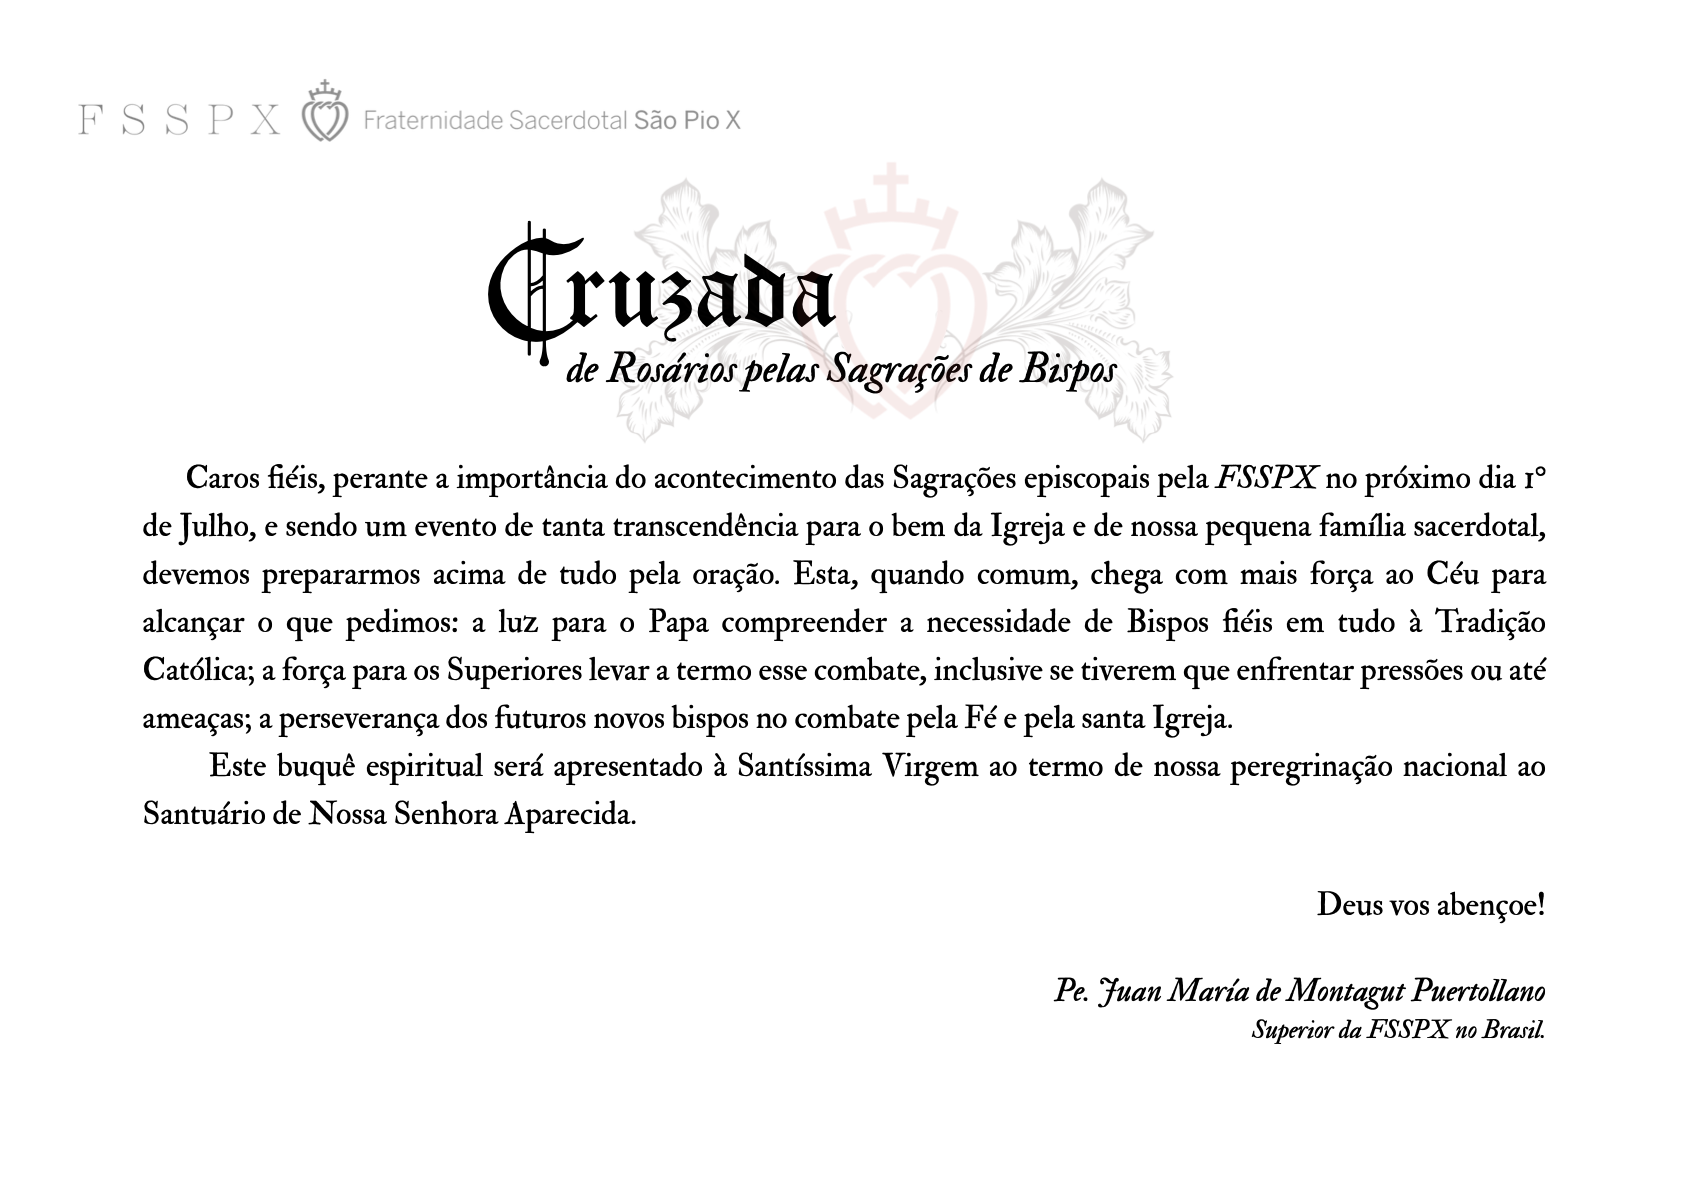 FSSPX Fraternidade Sacerdotal São Pio X
Cruzada
de Rosários pelas Sagrações de Bispos
Caros fiéis, perante a importância do acontecimento das Sagrações episcopais pela FSSPX no próximo dia 1º
de Julho, e sendo um evento de tanta transcendência para o bem da Igreja e de nossa pequena família sacerdotal,
devemos prepararmos acima de tudo pela oração. Esta, quando comum, chega com mais força ao Céu para
alcançar o que pedimos: a luz para o Papa compreender a necessidade de Bispos fiéis em tudo à Tradição
Católica; a força para os Superiores levar a termo esse combate, inclusive se tiverem que enfrentar pressões ou até
ameaças; a perseverança dos futuros novos bispos no combate pela Fé e pela santa Igreja.
Este buquê espiritual será apresentado à Santíssima Virgem ao termo de nossa peregrinação nacional ao
Santuário de Nossa Senhora Aparecida.
Deus vos abençoe!
Pe. Juan María de Montagut Puertollano
Superior da FSSPX no Brasil.